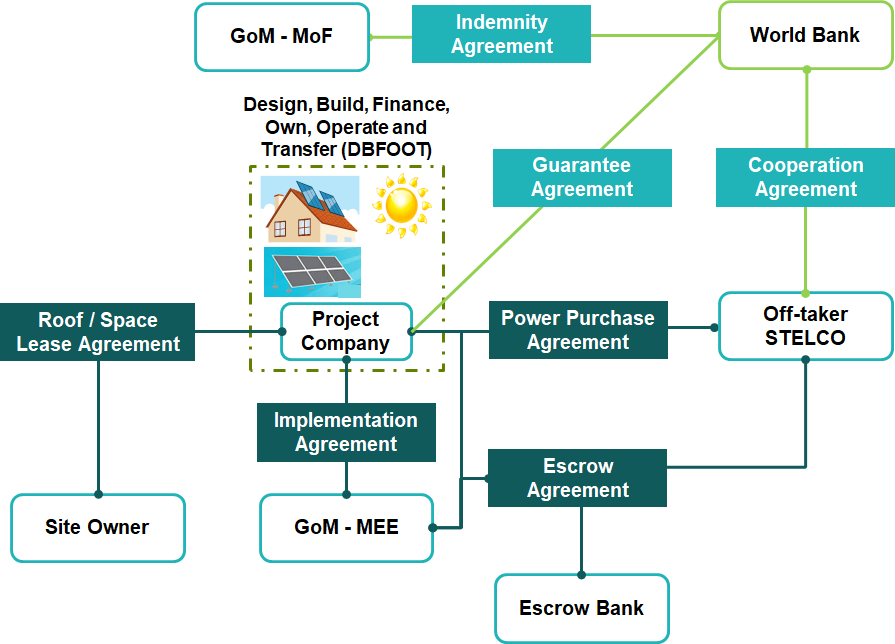 GoM - MoF
Indemnity
Agreement
World Bank
Design, Build, Finance,
Own, Operate and
Transfer (DBFOOT)
Guarantee
Agreement
Cooperation
Agreement
Roof / Space
Lease Agreement
Project
Company
Power Purchase
Agreement
Off-taker
STELCO
Implementation
Agreement
Escrow
Agreement
Site Owner
GoM - MEE
Escrow Bank